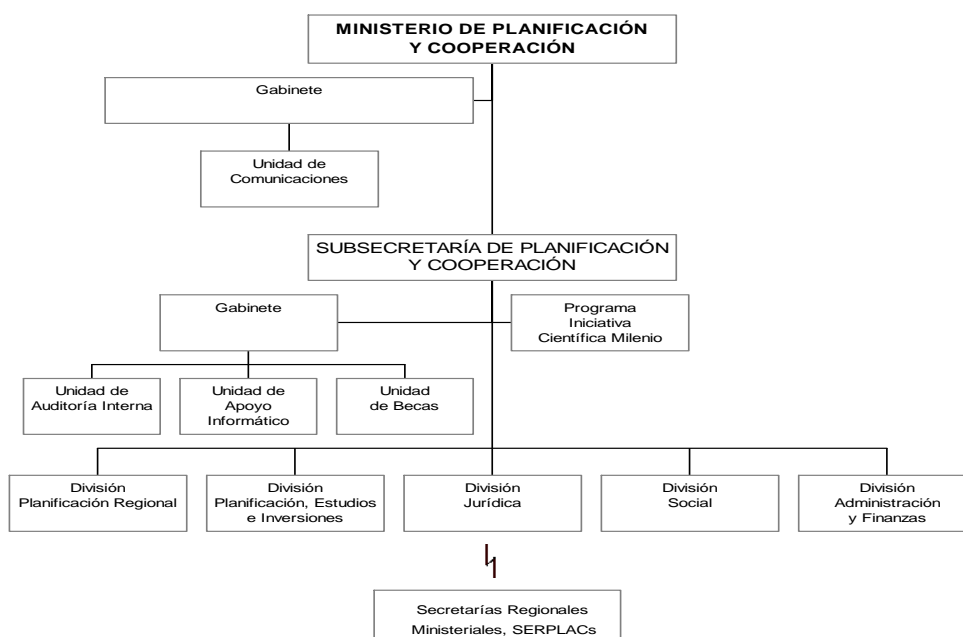 MINISTERIO DE PLANIFICACIÓN
Y COOPERACIÓN
Gabinete
Unidad de
Comunicaciones
SUBSECRETARÍA DE PLANIFICACIÓN
Y COOPERACIÓN
Gabinete
Programa
Iniciativa
Científica Milenio
Unidad de
Auditoría Interna
Unidad de
Apoyo
Informático
Unidad
de Becas
División
Planificación Regional
División
Planificación, Estudios
e Inversiones
División
Jurídica
División
Social
División
Administración
y Finanzas
Secretarías Regionales
Ministeriales, SERPLACs